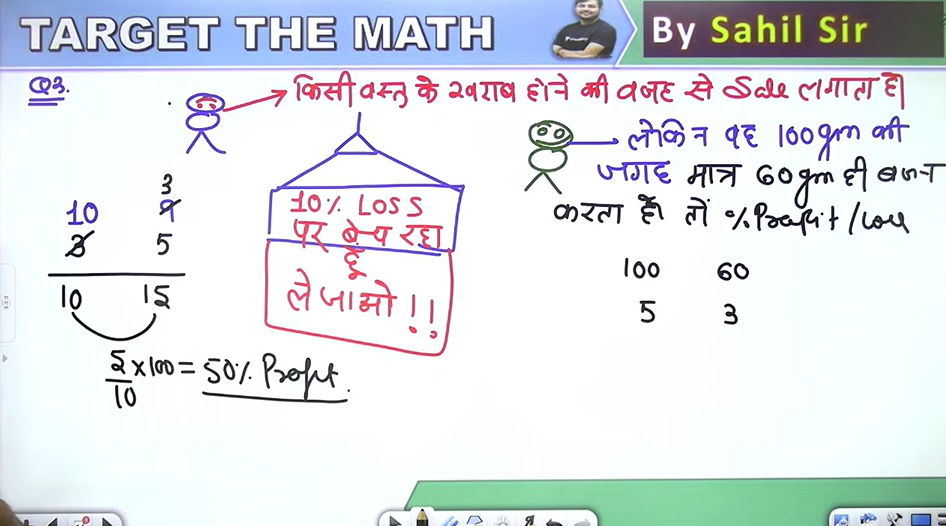 TARGET THE MATH
By Sahil Sir
Q3.
किसी वस्तु के खराब होने की वजह से Sale लगाता है।
लेकिन वह 100gm की
जगह मात्र 60gm ही वजन
करता है। तो % Profit / Loss
10% LOSS
पर बेच रहा
हूँ
ले जाओ !!
3
10 9
3 5
10 15
5/10 × 100 = 50% Profit.
100 60
5 3